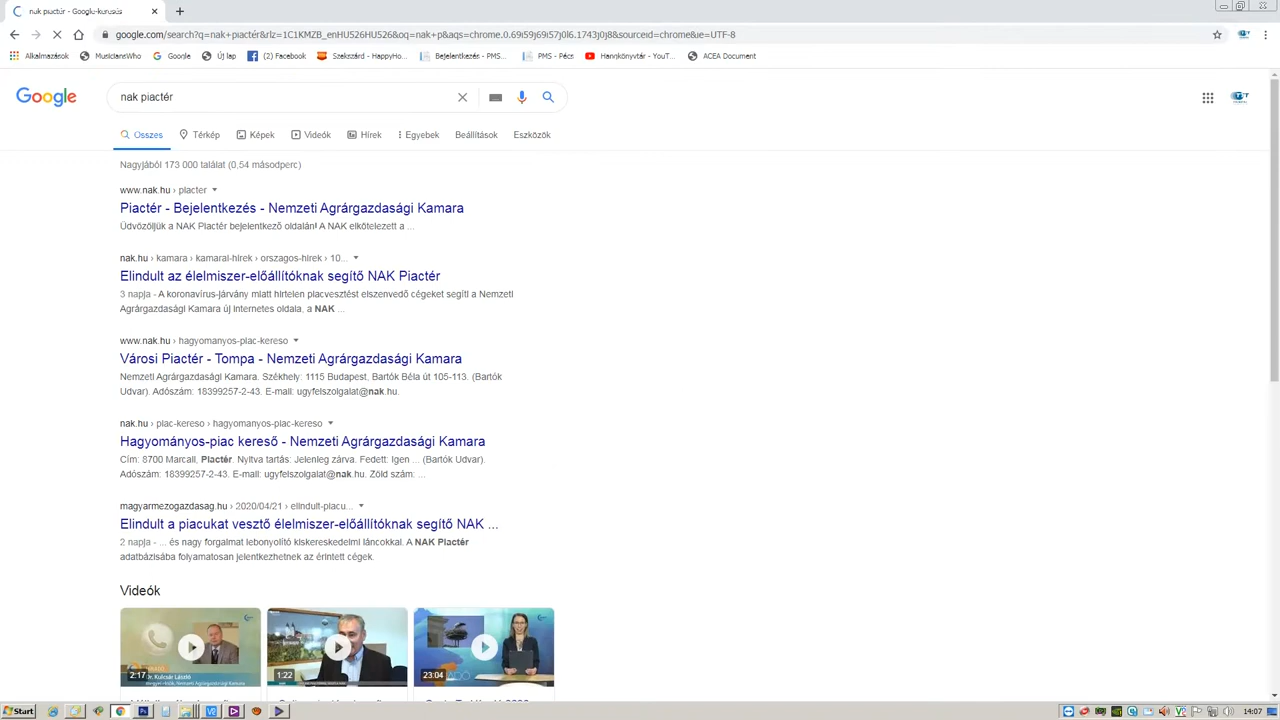 nak piactér - Google-keresés
google.com/search?q=nak+piactér&rlz=1C1KMZB_enHU526HU526&oq=nak+p&aqs=chrome.0.69i59j69i57j0l6.1743j0j8&sourceid=chrome&ie=UTF-8
Alkalmazások MusiciansWho Google Új lap (2) Facebook Szekszárd - HappyHo... Bejelentkezés - PMS... PMS - Pécs Hangkönyvtár - YouT... ACEA Document
Google
nak piactér
Összes Térkép Képek Videók Hírek Egyebek Beállítások Eszközök
Nagyjából 173 000 találat (0,54 másodperc)
www.nak.hu › piacter
Piactér - Bejelentkezés - Nemzeti Agrárgazdasági Kamara
Üdvözöljük a NAK Piactér bejelentkező oldalán! A NAK elkötelezett a ...
nak.hu › kamara › kamarai-hirek › orszagos-hirek › 10...
Elindult az élelmiszer-előállítóknak segítő NAK Piactér
3 napja - A koronavírus-járvány miatt hirtelen piacvesztést elszenvedő cégeket segíti a Nemzeti
Agrárgazdasági Kamara új internetes oldala, a NAK ...
www.nak.hu › hagyomanyos-piac-kereso
Városi Piactér - Tompa - Nemzeti Agrárgazdasági Kamara
Nemzeti Agrárgazdasági Kamara. Székhely: 1115 Budapest, Bartók Béla út 105-113. (Bartók
Udvar). Adószám: 18399257-2-43. E-mail: ugyfelszolgalat@nak.hu.
nak.hu › piac-kereso › hagyomanyos-piac-kereso
Hagyományos-piac kereső - Nemzeti Agrárgazdasági Kamara
Cím: 8700 Marcali, Piactér. Nyitva tartás: Jelenleg zárva. Fedett: Igen ... (Bartók Udvar).
Adószám: 18399257-2-43. E-mail: ugyfelszolgalat@nak.hu. Zöld szám: ...
magyarmezogazdasag.hu › 2020/04/21 › elindult-piacu...
Elindult a piacukat vesztő élelmiszer-előállítóknak segítő NAK ...
2 napja - ... és nagy forgalmat lebonyolító kiskereskedelmi láncokkal. A NAK Piactér
adatbázisába folyamatosan jelentkezhetnek az érintett cégek.
Videók
Dr. Kulcsár László
2:17
1:22
23:04
Start
14:07